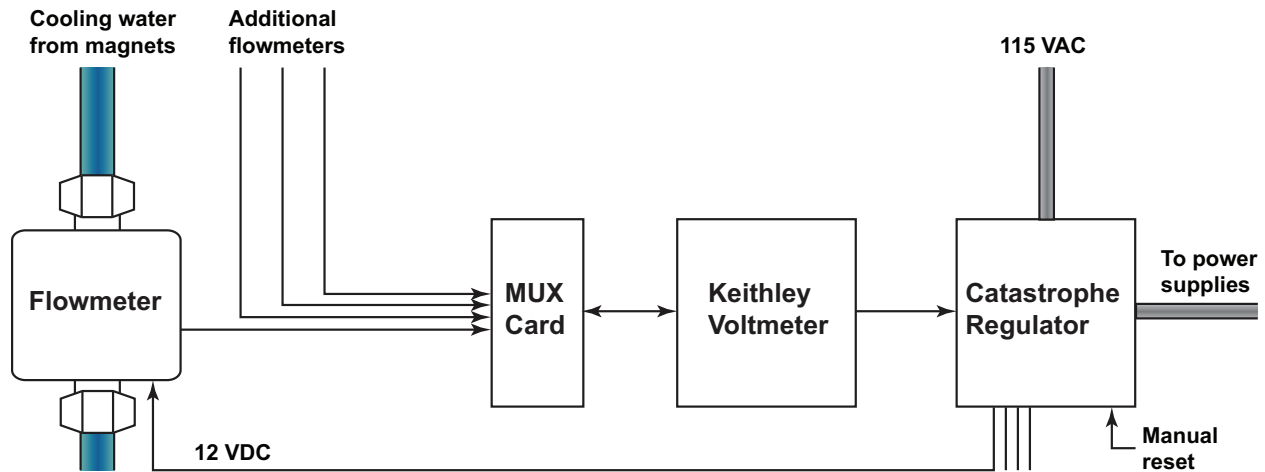 Cooling water
from magnets
Additional
flowmeters
115 VAC
Flowmeter
MUX
Card
Keithley
Voltmeter
Catastrophe
Regulator
To power
supplies
12 VDC
Manual
reset